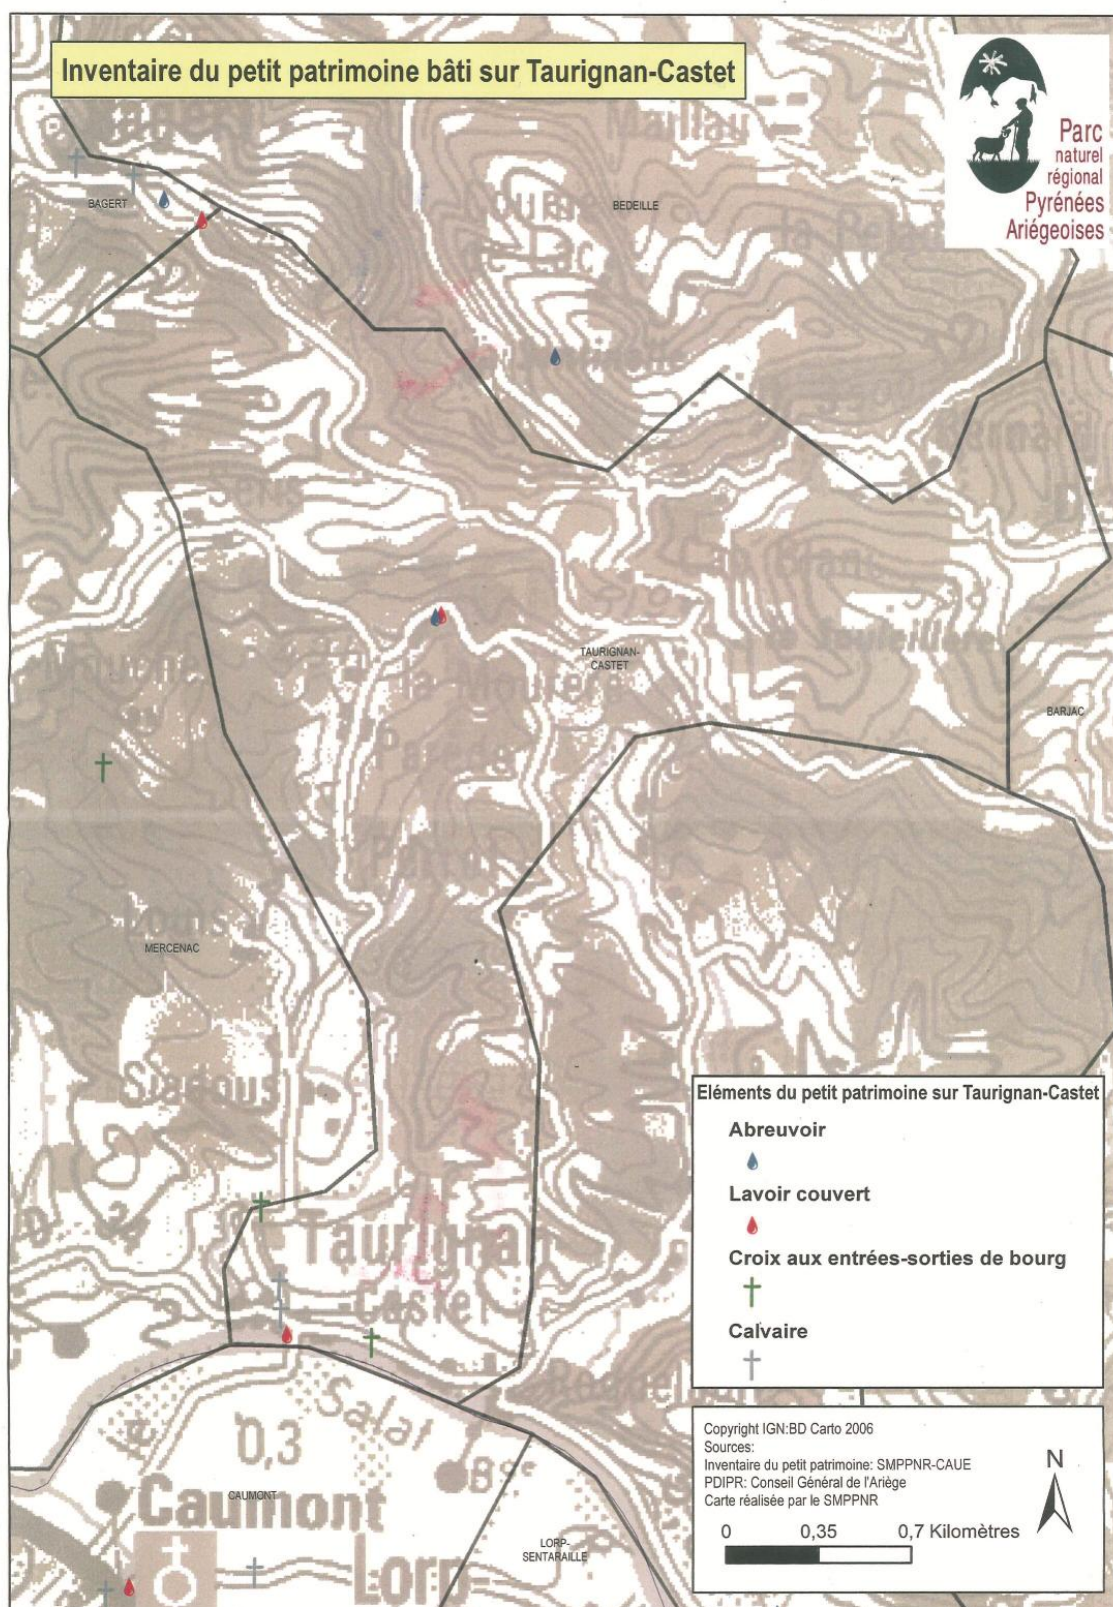 Inventaire du petit patrimoine bâti sur Taurignan-Castet
Parc
naturel
régional
Pyrénées
Ariégeoises
BAGERT
BEDEILLE
TAURIGNAN-
CASTET
BARJAC
MERCENAC
Taurignan
Castet
Salat
0,3
Caumont
CAUMONT
Lorp
LORP-
SENTARAILLE
Eléments du petit patrimoine sur Taurignan-Castet
Abreuvoir
Lavoir couvert
Croix aux entrées-sorties de bourg
Calvaire
Copyright IGN:BD Carto 2006
Sources:
Inventaire du petit patrimoine: SMPPNR-CAUE
PDIPR: Conseil Général de l'Ariège
Carte réalisée par le SMPPNR
N
0 0,35 0,7 Kilomètres